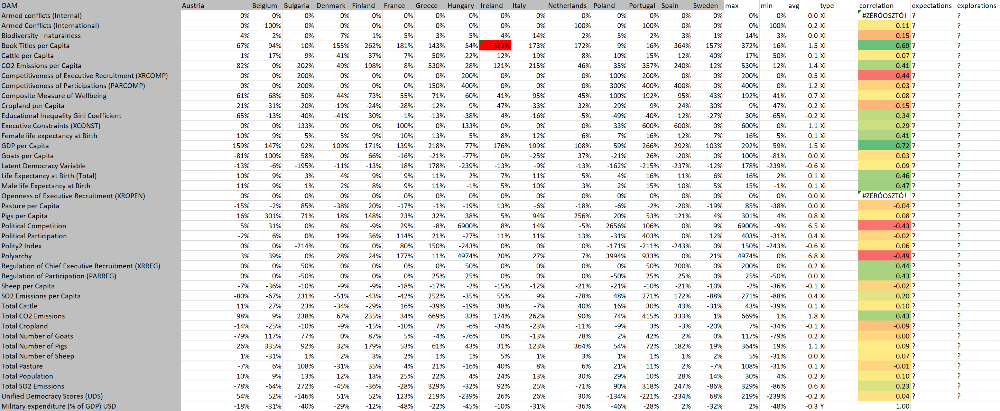 OAM Austria Belgium Bulgaria Denmark Finland France Greece Hungary Ireland Italy Netherlands Poland Portugal Spain Sweden max min avg type correlation expectations explorations
Armed conflicts (Internal) 0% 0% 0% 0% 0% 0% 0% 0% 0% 0% 0% 0% 0% 0% 0% 0% 0% 0.0 Xi #ZÉRÓOSZTÓ! ? ?
Armed Conflicts (International) 0% -100% 0% 0% 0% 0% 0% 0% 0% 0% -100% 0% -100% 0% 0% 0% -100% -0.2 Xi 0.11 ? ?
Biodiversity - naturalness 4% 2% 0% 7% 1% 5% -3% 5% 4% 14% 2% 5% -2% 3% 1% 14% -3% 0.0 Xi -0.15 ? ?
Book Titles per Capita 67% 94% -10% 155% 262% 181% 143% 54% 372% 173% 172% 9% -16% 364% 157% 372% -16% 1.5 Xi 0.69 ? ?
Cattle per Capita 1% 17% 9% -41% -37% -7% -50% -22% 12% -19% 8% -10% 15% 12% -40% 17% -50% -0.1 Xi 0.07 ? ?
CO2 Emissions per Capita 82% 0% 202% 49% 198% 8% 530% 28% 121% 215% 46% 35% 357% 240% -12% 530% -12% 1.4 Xi 0.41 ? ?
Competitiveness of Executive Recruitment (XRCOMP) 0% 0% 200% 0% 0% 0% 0% 200% 0% 0% 0% 100% 200% 0% 0% 200% 0% 0.5 Xi -0.44 ? ?
Competitiveness of Participations (PARCOMP) 0% 0% 200% 0% 0% 0% 150% 400% 0% 0% 0% 300% 400% 400% 0% 400% 0% 1.2 Xi -0.03 ? ?
Composite Measure of Wellbeing 61% 68% 50% 44% 73% 55% 71% 60% 41% 95% 45% 100% 192% 95% 43% 192% 41% 0.7 Xi 0.08 ? ?
Cropland per Capita -21% -31% -20% -19% -24% -28% -12% -9% -47% -33% -32% -29% -9% -24% -30% -9% -47% -0.2 Xi -0.15 ? ?
Educational Inequality Gini Coefficient -65% -13% -40% -41% 30% -1% -13% -38% 4% -16% -5% -49% -40% -12% -27% 30% -65% -0.2 Xi 0.34 ? ?
Executive Constraints (XCONST) 0% 0% 133% 0% 0% 100% 0% 133% 0% 0% 0% 33% 600% 600% 0% 600% 0% 1.1 Xi 0.29 ? ?
Female life expectancy at Birth 10% 9% 5% 5% 9% 10% 13% 5% 8% 12% 6% 7% 16% 12% 7% 16% 5% 0.1 Xi 0.41 ? ?
GDP per Capita 159% 147% 92% 109% 171% 139% 218% 77% 176% 199% 108% 59% 266% 292% 103% 292% 59% 1.5 Xi 0.72 ? ?
Goats per Capita -81% 100% 58% 0% 66% -16% -21% -77% 0% -25% 37% -21% 26% -20% 0% 100% -81% 0.0 Xi 0.03 ? ?
Latent Democracy Variable -13% -6% -195% -11% -13% 18% 178% -239% -13% -9% -13% -162% -215% -237% -12% 178% -239% -0.6 Xi 0.09 ? ?
Life Expectancy at Birth (Total) 10% 9% 3% 4% 9% 9% 11% 2% 7% 11% 5% 4% 16% 11% 6% 16% 2% 0.1 Xi 0.46 ? ?
Male life Expectancy at Birth 11% 9% 1% 2% 8% 9% 11% -1% 5% 10% 3% 2% 15% 10% 5% 15% -1% 0.1 Xi 0.47 ? ?
Openness of Executive Recruitment (XROPEN) 0% 0% 0% 0% 0% 0% 0% 0% 0% 0% 0% 0% 0% 0% 0% 0% 0% 0.0 Xi #ZÉRÓOSZTÓ! ? ?
Pasture per Capita -15% -2% 85% -38% 20% -17% -1% -19% 13% -6% -18% -6% -2% -20% -19% 85% -38% 0.0 Xi -0.04 ? ?
Pigs per Capita 16% 301% 71% 18% 148% 23% 32% 38% 5% 94% 256% 20% 53% 121% 4% 301% 4% 0.8 Xi 0.08 ? ?
Political Competition 5% 31% 0% 8% -9% 29% -8% 6900% 8% 14% -5% 2656% 106% 0% 9% 6900% -9% 6.5 Xi -0.43 ? ?
Political Participation -2% 6% 0% 19% 36% 114% 21% -27% 11% 11% 13% -31% 403% 0% 12% 403% -31% 0.4 Xi -0.02 ? ?
Polity2 Index 0% 0% -214% 0% 0% 80% 150% -243% 0% 0% 0% -171% -211% -243% 0% 150% -243% -0.6 Xi 0.06 ? ?
Polyarchy 3% 39% 0% 28% 24% 177% 11% 4974% 20% 27% 7% 3994% 933% 0% 21% 4974% 0% 6.8 Xi -0.49 ? ?
Regulation of Chief Executive Recruitment (XRREG) 0% 0% 50% 0% 0% 0% 0% 50% 0% 0% 0% 0% 50% 200% 0% 200% 0% 0.2 Xi 0.44 ? ?
Regulation of Participation (PARREG) 0% 0% -50% 0% 0% 0% 25% 25% 0% 0% 0% -50% 25% 25% 0% 25% -50% 0.0 Xi 0.43 ? ?
Sheep per Capita -7% -36% -10% -9% -9% -18% -17% -2% -15% -12% -21% -21% -10% -21% -10% -2% -36% -0.1 Xi -0.02 ? ?
SO2 Emissions per Capita -80% -67% 231% -51% -43% -42% 252% -35% 55% 9% -78% 48% 271% 172% -88% 271% -88% 0.4 Xi 0.20 ? ?
Total Cattle 11% 27% 23% -34% -29% 16% -39% -19% 38% -7% 40% 16% 30% 43% -31% 43% -39% 0.1 Xi 0.10 ? ?
Total CO2 Emissions 98% 9% 238% 67% 235% 34% 669% 33% 174% 262% 90% 74% 415% 333% 1% 669% 1% 1.8 Xi 0.43 ? ?
Total Cropland -14% -25% -10% -9% -15% -10% 7% -6% -34% -23% -11% -9% 3% -3% -20% 7% -34% -0.1 Xi -0.09 ? ?
Total Number of Goats -79% 117% 77% 0% 87% 5% -4% -76% 0% -13% 78% 2% 42% 2% 0% 117% -79% 0.2 Xi 0.00 ? ?
Total Number of Pigs 26% 335% 92% 32% 179% 53% 61% 43% 31% 123% 364% 54% 72% 182% 19% 364% 19% 1.1 Xi 0.09 ? ?
Total Number of Sheep 1% -31% 1% 2% 3% 2% 1% 1% 5% 1% 3% 1% 1% 1% 2% 5% -31% 0.0 Xi 0.07 ? ?
Total Pasture -7% 6% 108% -31% 35% 4% 21% -16% 40% 8% 6% 21% 11% 2% -7% 108% -31% 0.1 Xi -0.01 ? ?
Total Population 10% 9% 13% 12% 13% 25% 22% 4% 24% 13% 30% 29% 10% 28% 14% 30% 4% 0.2 Xi 0.10 ? ?
Total SO2 Emissions -78% -64% 272% -45% -36% -28% 329% -32% 92% 25% -71% 90% 318% 247% -86% 329% -86% 0.6 Xi 0.23 ? ?
Unified Democracy Scores (UDS) 54% 52% -146% 51% 52% 123% 219% -239% 26% 26% 30% -134% -221% -234% 68% 219% -239% -0.2 Xi 0.04 ? ?
Military expenditure (% of GDP) USD -18% -31% -40% -29% -12% -48% -22% -45% -10% -31% -36% -46% -28% 2% -32% 2% -48% -0.3 Y 1.00